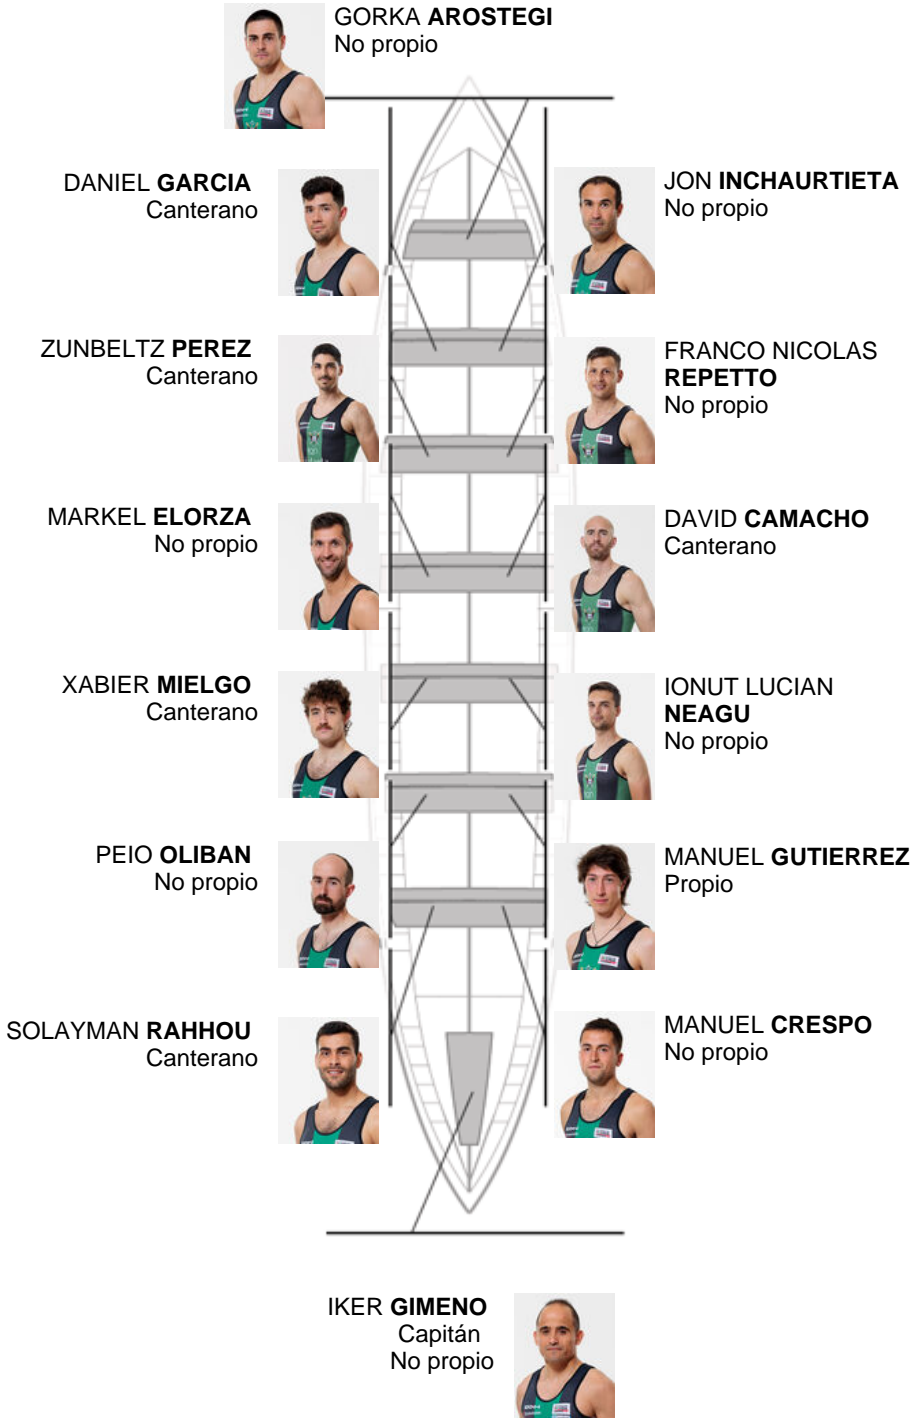 GORKA AROSTEGI
No propio
DANIEL GARCIA
Canterano
JON INCHAURTIETA
No propio
ZUNBELTZ PEREZ
Canterano
FRANCO NICOLAS
REPETTO
No propio
MARKEL ELORZA
No propio
DAVID CAMACHO
Canterano
XABIER MIELGO
Canterano
IONUT LUCIAN
NEAGU
No propio
PEIO OLIBAN
No propio
MANUEL GUTIERREZ
Propio
SOLAYMAN RAHHOU
Canterano
MANUEL CRESPO
No propio
IKER GIMENO
Capitán
No propio